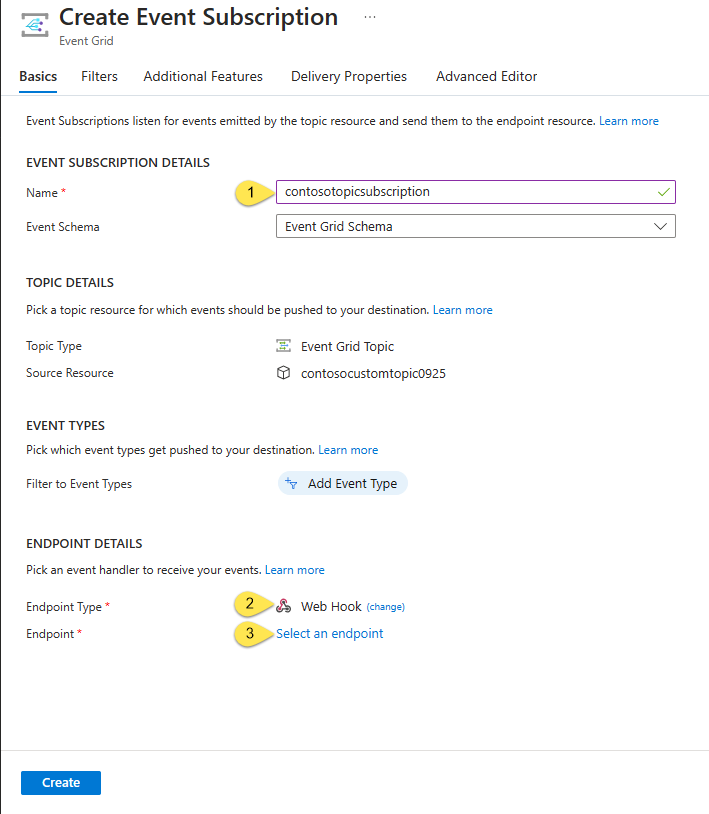 Create Event Subscription ...
Event Grid
Basics Filters Additional Features Delivery Properties Advanced Editor
Event Subscriptions listen for events emitted by the topic resource and send them to the endpoint resource. Learn more
EVENT SUBSCRIPTION DETAILS
Name * 1 contosotopicsubscription
Event Schema Event Grid Schema
TOPIC DETAILS
Pick a topic resource for which events should be pushed to your destination. Learn more
Topic Type Event Grid Topic
Source Resource contosocustomtopic0925
EVENT TYPES
Pick which event types get pushed to your destination. Learn more
Filter to Event Types Add Event Type
ENDPOINT DETAILS
Pick an event handler to receive your events. Learn more
Endpoint Type * 2 Web Hook (change)
Endpoint * 3 Select an endpoint
Create